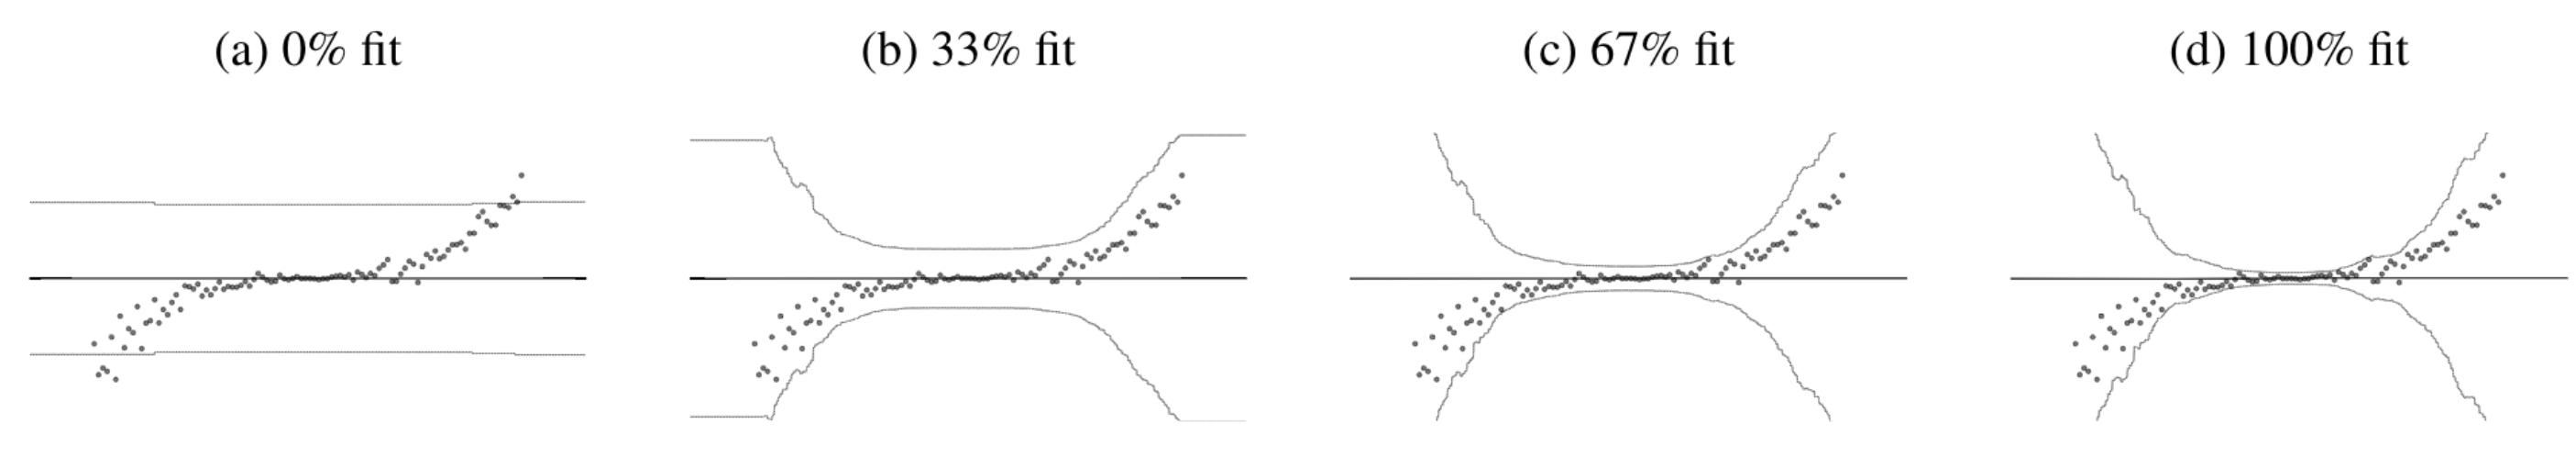 (a) 0% fit
(b) 33% fit
(c) 67% fit
(d) 100% fit